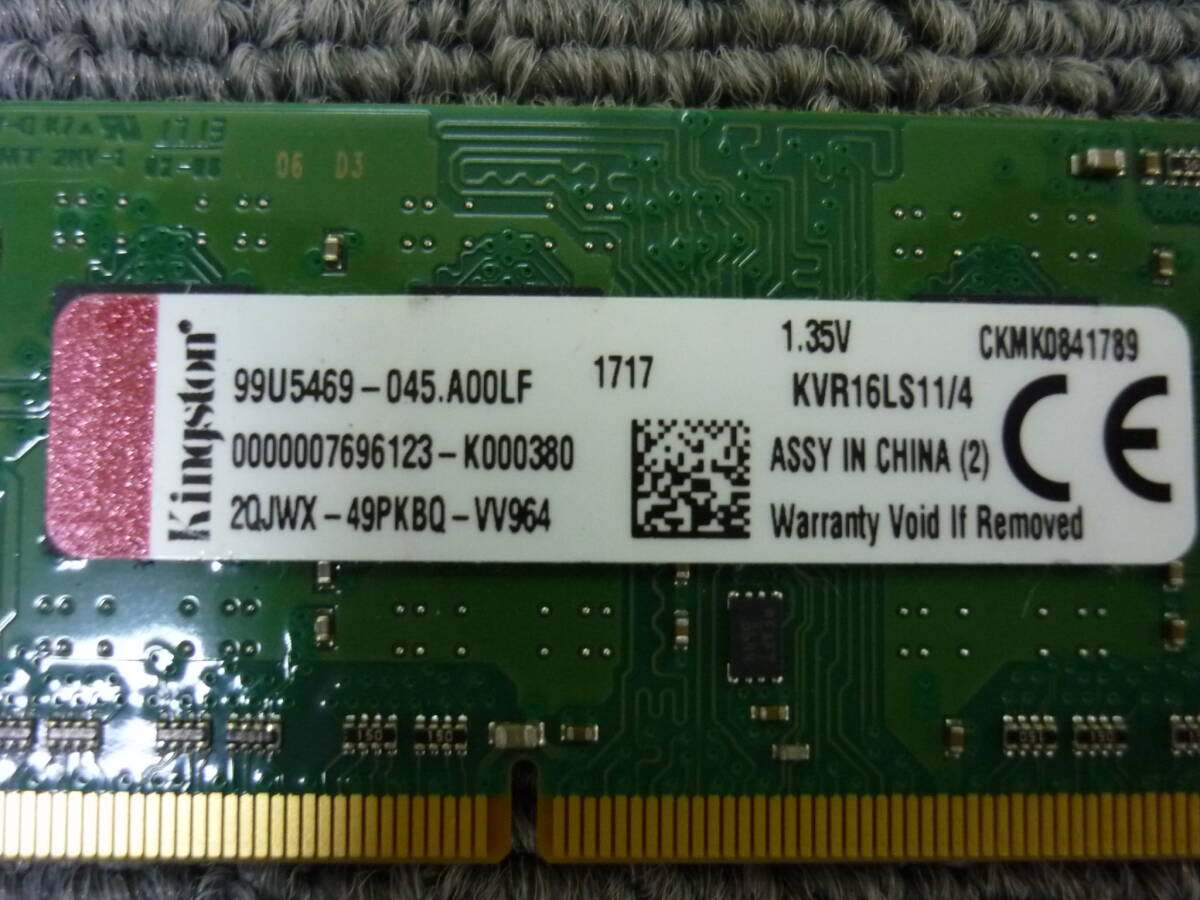 1713
06 D3
Kingston
99U5469-045.A00LF
0000007696123-K000380
2QJWX-49PKBQ-VV964
1717
1.35V
CKMK0841789
KVR16LS11/4
ASSY IN CHINA (2)
Warranty Void If Removed
CE